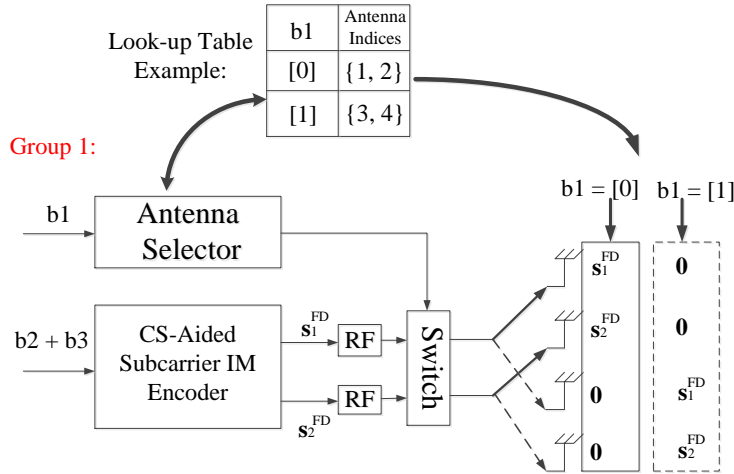 Look-up Table
Example:
b1
Antenna
Indices
[0]
{1, 2}
[1]
{3, 4}
Group 1:
b1
Antenna
Selector
b1 = [0]
b1 = [1]
b2 + b3
CS-Aided
Subcarrier IM
Encoder
s₁ᶠᴰ
RF
s₂ᶠᴰ
RF
Switch
s₁ᶠᴰ
0
s₂ᶠᴰ
0
0
s₁ᶠᴰ
0
s₂ᶠᴰ